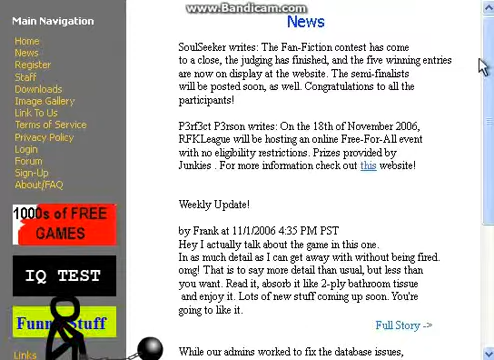 www.Bandicam.com
Main Navigation
Home
News
Register
Staff
Downloads
Image Gallery
Link To Us
Terms of Service
Privacy Policy
Login
Forum
Sign-Up
About/FAQ
1000s of FREE
GAMES
IQ TEST
Funny Stuff
Links
News
SoulSeeker writes: The Fan-Fiction contest has come
to a close, the judging has finished, and the five winning entries
are now on display at the website. The semi-finalists
will be posted soon, as well. Congratulations to all the
participants!
P3rf3ct P3rson writes: On the 18th of November 2006,
RFKLeague will be hosting an online Free-For-All event
with no eligibility restrictions. Prizes provided by
Junkies . For more information check out this website!
Weekly Update!
by Frank at 11/1/2006 4:35 PM PST
Hey I actually talk about the game in this one.
In as much detail as I can get away with without being fired.
omg! That is to say more detail than usual, but less than
you want. Read it, absorb it like 2-ply bathroom tissue
and enjoy it. Lots of new stuff coming up soon. You're
going to like it.
Full Story ->
While our admins worked to fix the database issues,